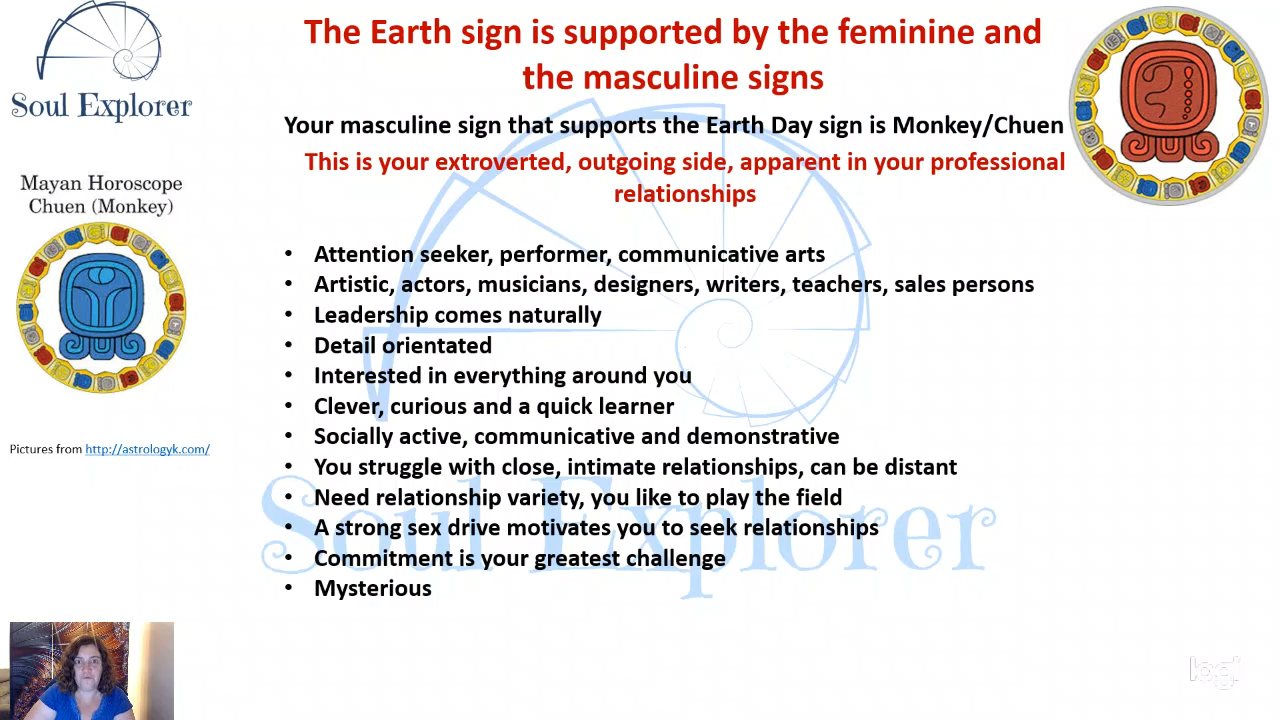 The Earth sign is supported by the feminine and
the masculine signs
Soul Explorer
Your masculine sign that supports the Earth Day sign is Monkey/Chuen
This is your extroverted, outgoing side, apparent in your professional
relationships
Mayan Horoscope
Chuen (Monkey)
• Attention seeker, performer, communicative arts
• Artistic, actors, musicians, designers, writers, teachers, sales persons
• Leadership comes naturally
• Detail orientated
• Interested in everything around you
• Clever, curious and a quick learner
• Socially active, communicative and demonstrative
Pictures from http://astrologyk.com/
• You struggle with close, intimate relationships, can be distant
• Need relationship variety, you like to play the field
• A strong sex drive motivates you to seek relationships
• Commitment is your greatest challenge
• Mysterious
Soul Explorer
logi